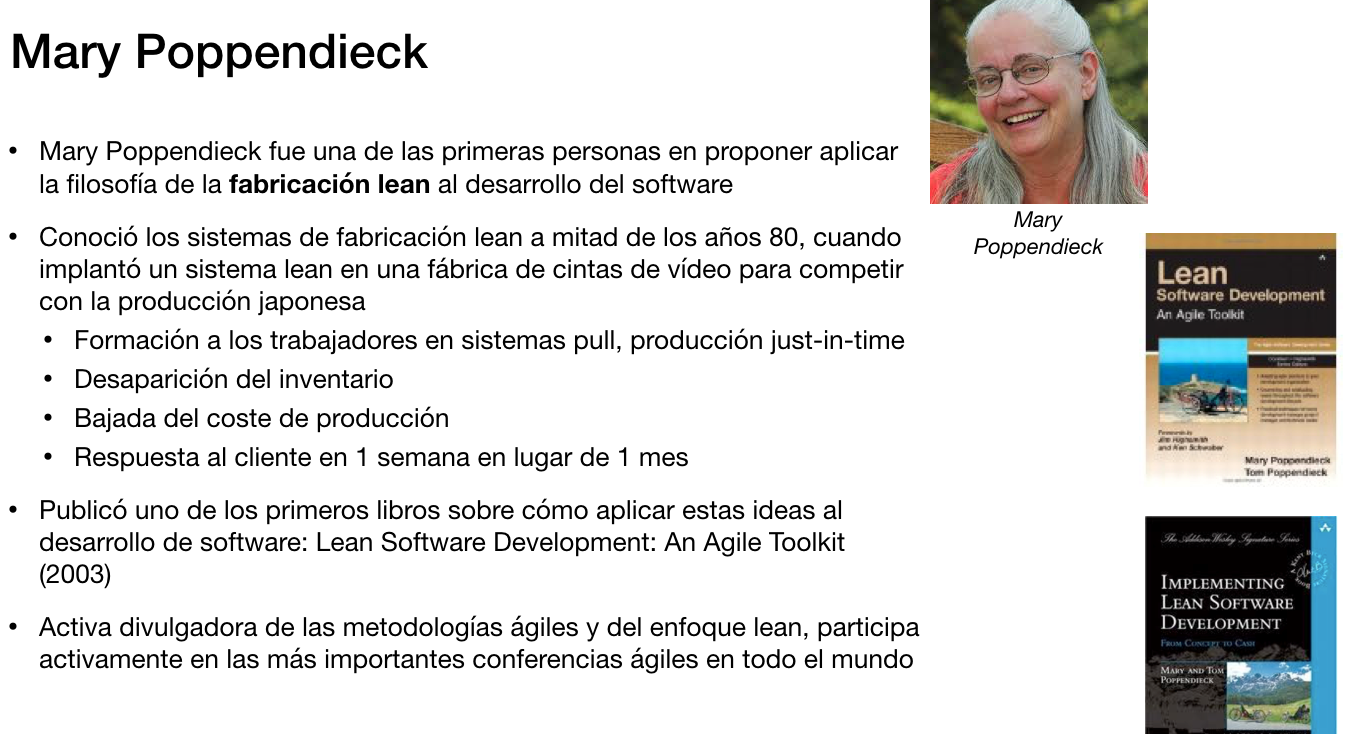 Mary Poppendieck
• Mary Poppendieck fue una de las primeras personas en proponer aplicar
la filosofía de la fabricación lean al desarrollo del software
• Conoció los sistemas de fabricación lean a mitad de los años 80, cuando
implantó un sistema lean en una fábrica de cintas de vídeo para competir
con la producción japonesa
• Formación a los trabajadores en sistemas pull, producción just-in-time
• Desaparición del inventario
• Bajada del coste de producción
• Respuesta al cliente en 1 semana en lugar de 1 mes
• Publicó uno de los primeros libros sobre cómo aplicar estas ideas al
desarrollo de software: Lean Software Development: An Agile Toolkit
(2003)
• Activa divulgadora de las metodologías ágiles y del enfoque lean, participa
activamente en las más importantes conferencias ágiles en todo el mundo
Mary
Poppendieck
Lean
Software Development
An Agile Toolkit
Forewords by
Jim Highsmith
and Ken Schwaber
Mary Poppendieck
Tom Poppendieck
The Addison Wesley Signature Series
IMPLEMENTING
LEAN SOFTWARE
DEVELOPMENT
FROM CONCEPT TO CASH
MARY AND TOM
POPPENDIECK